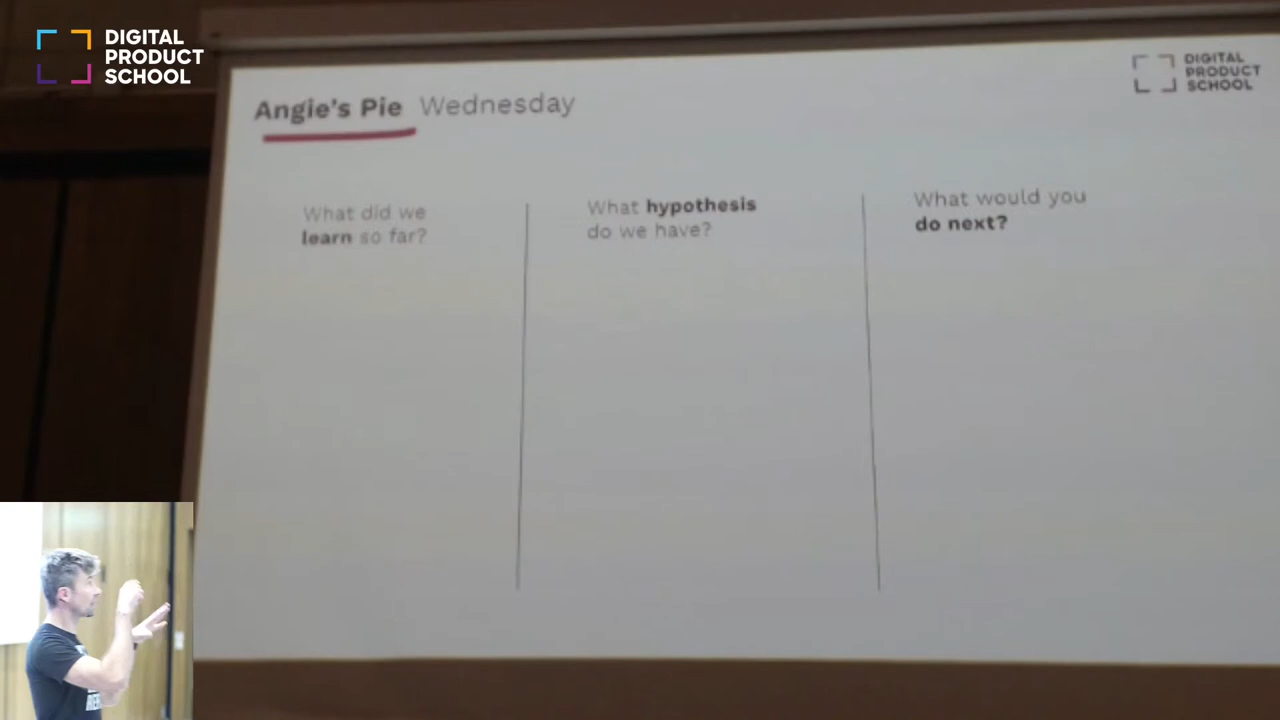 DIGITAL
PRODUCT
SCHOOL
DIGITAL
PRODUCT
SCHOOL
Angie's Pie Wednesday
What did we
learn so far?
What hypothesis
do we have?
What would you
do next?